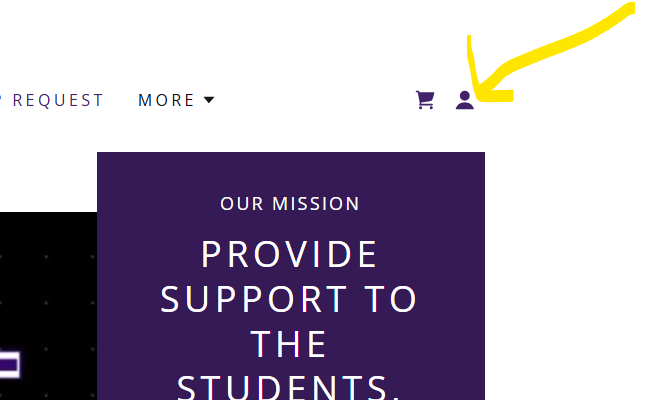 REQUEST
MORE
OUR MISSION
PROVIDE
SUPPORT TO
THE
STUDENTS.